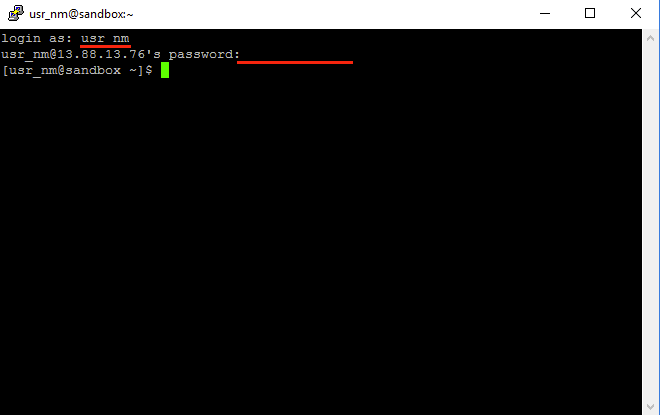 usr_nm@sandbox:~
login as: usr_nm
usr_nm@13.88.13.76's password:
[usr_nm@sandbox ~]$